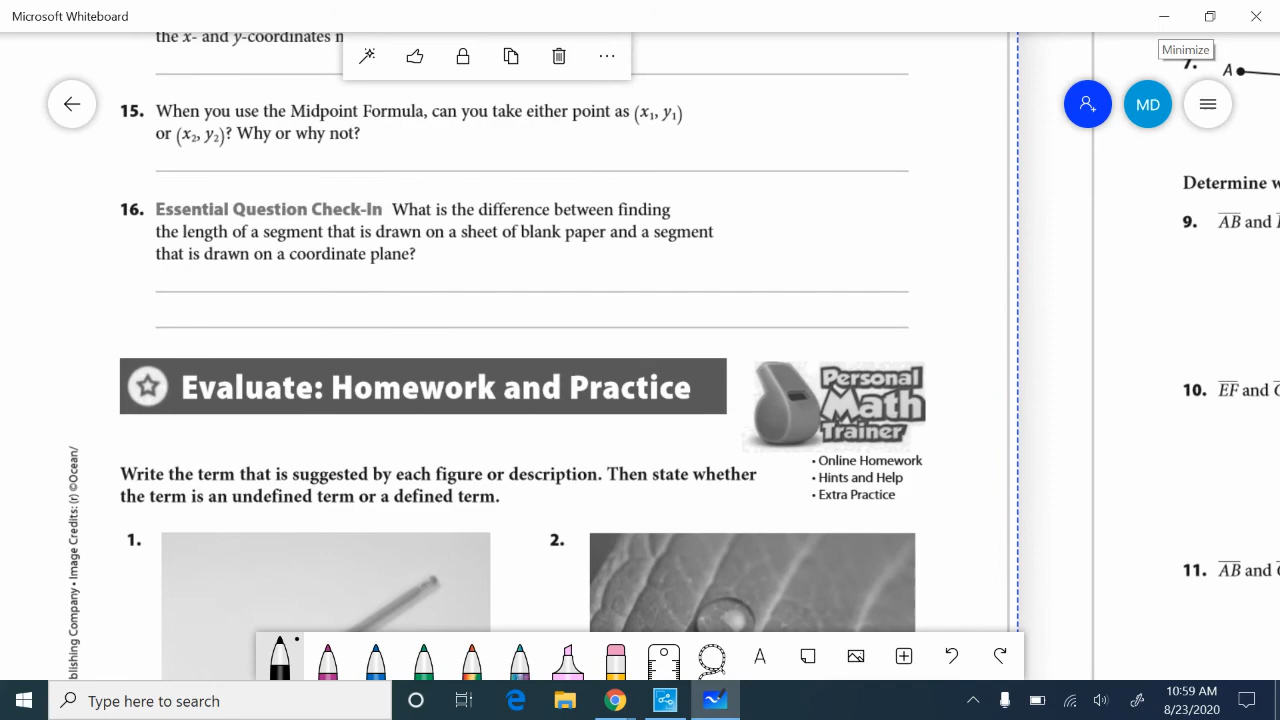 Microsoft Whiteboard
the x- and y-coordinates
Minimize
7.
A
MD
15. When you use the Midpoint Formula, can you take either point as (x₁, y₁)
or (x₂, y₂)? Why or why not?
Determine
9. AB and
16. Essential Question Check-In What is the difference between finding
the length of a segment that is drawn on a sheet of blank paper and a segment
that is drawn on a coordinate plane?
Evaluate: Homework and Practice
Personal
Math
Trainer
10. EF and
• Online Homework
• Hints and Help
• Extra Practice
Write the term that is suggested by each figure or description. Then state whether
the term is an undefined term or a defined term.
1.
2.
11. AB and
blishing Company • Image Credits: (r) ©Ocean/
A
Type here to search
10:59 AM
8/23/2020